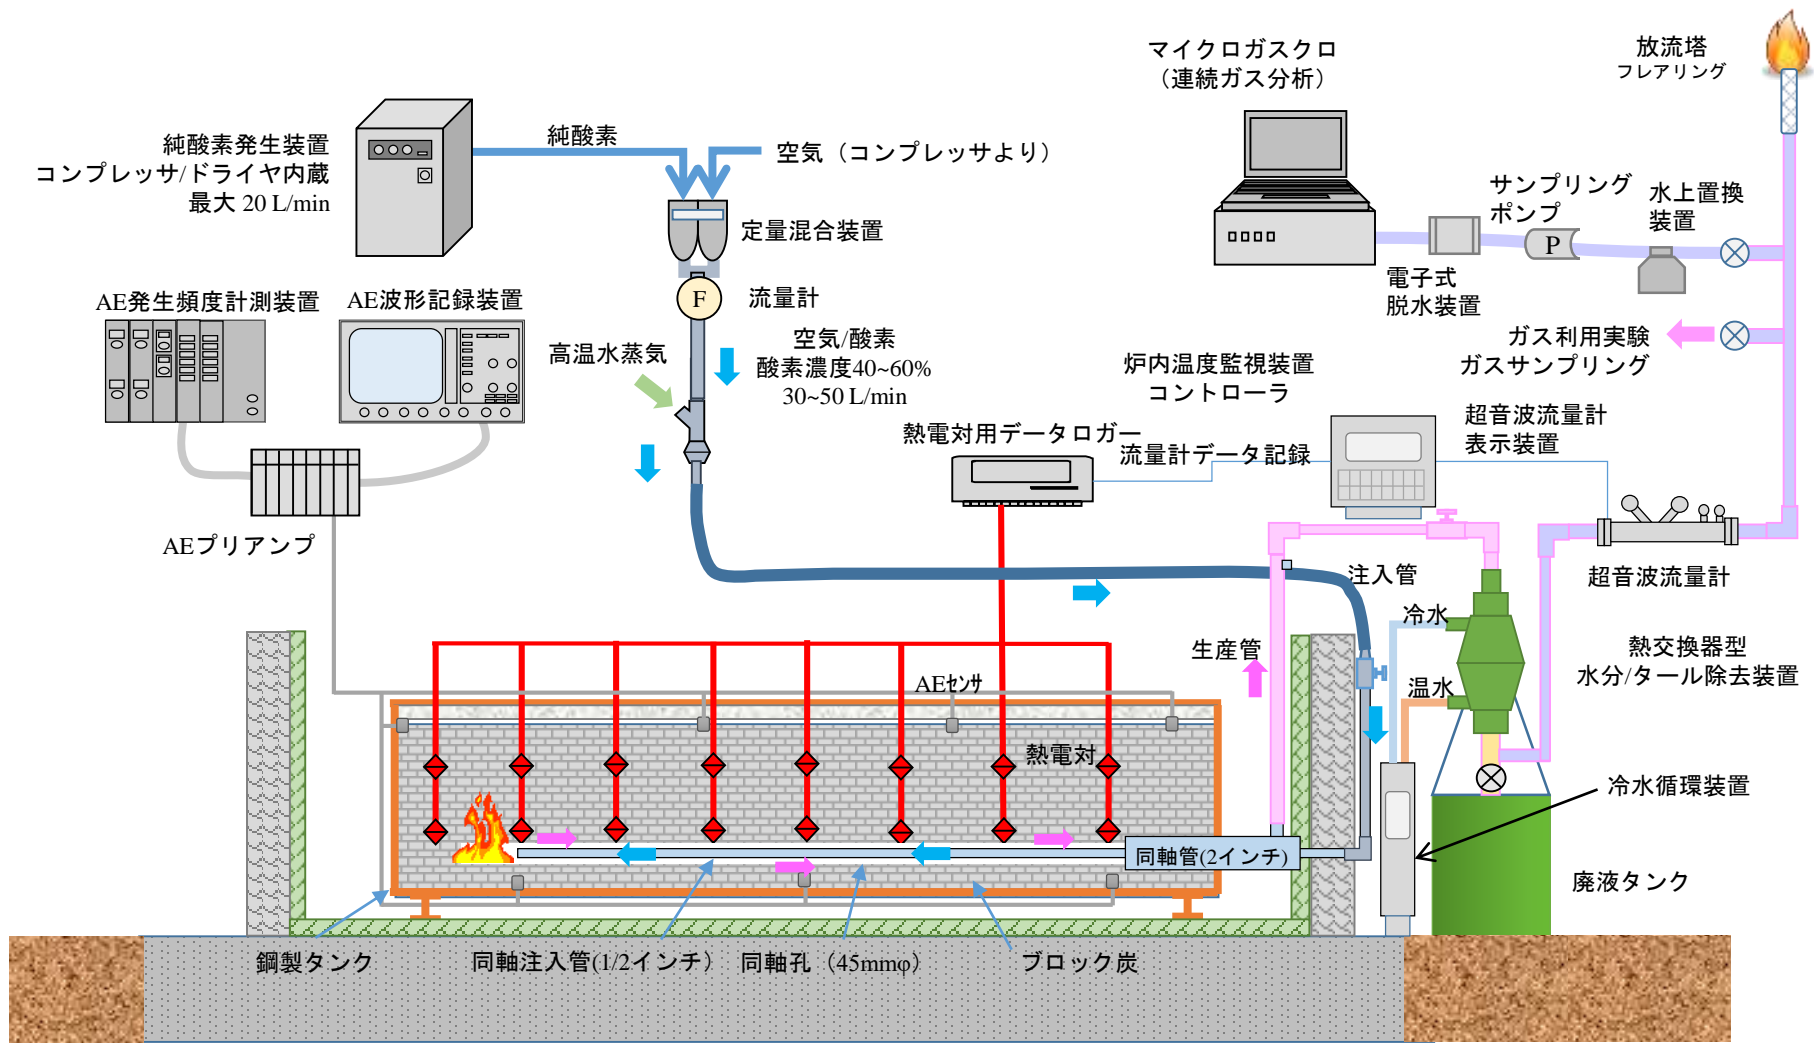 マイクロガスクロ
（連続ガス分析）
放流塔
フレアリング
純酸素発生装置
コンプレッサ/ドライヤ内蔵
最大 20 L/min
純酸素
空気（コンプレッサより）
定量混合装置
サンプリング
ポンプ
水上置換
装置
P
電子式
脱水装置
AE発生頻度計測装置
AE波形記録装置
F
流量計
高温水蒸気
空気/酸素
酸素濃度40~60%
30~50 L/min
ガス利用実験
ガスサンプリング
炉内温度監視装置
コントローラ
熱電対用データロガー
流量計データ記録
超音波流量計
表示装置
AEプリアンプ
注入管
超音波流量計
冷水
生産管
熱交換器型
水分/タール除去装置
AEセンサ
温水
熱電対
冷水循環装置
同軸管(2インチ)
廃液タンク
鋼製タンク
同軸注入管(1/2インチ）
同軸孔（45mmφ）
ブロック炭